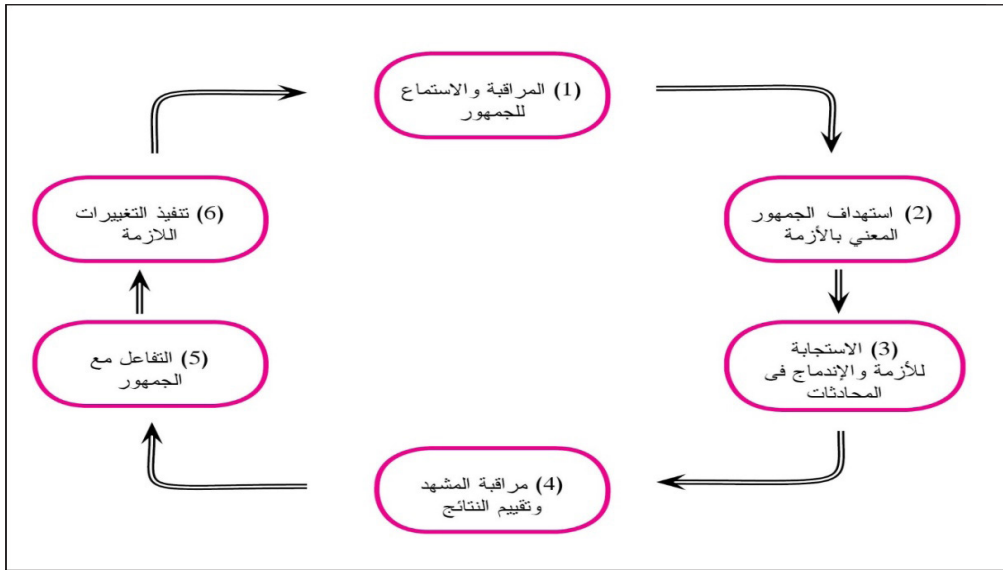 (1) المراقبة والاستماع
للجمهور
(2) استهداف الجمهور
المعني بالأزمة
(3) الاستجابة
للأزمة والإندماج فى
المحادثات
(4) مراقبة المشهد
وتقييم النتائج
(5) التفاعل مع
الجمهور
(6) تنفيذ التغييرات
اللازمة